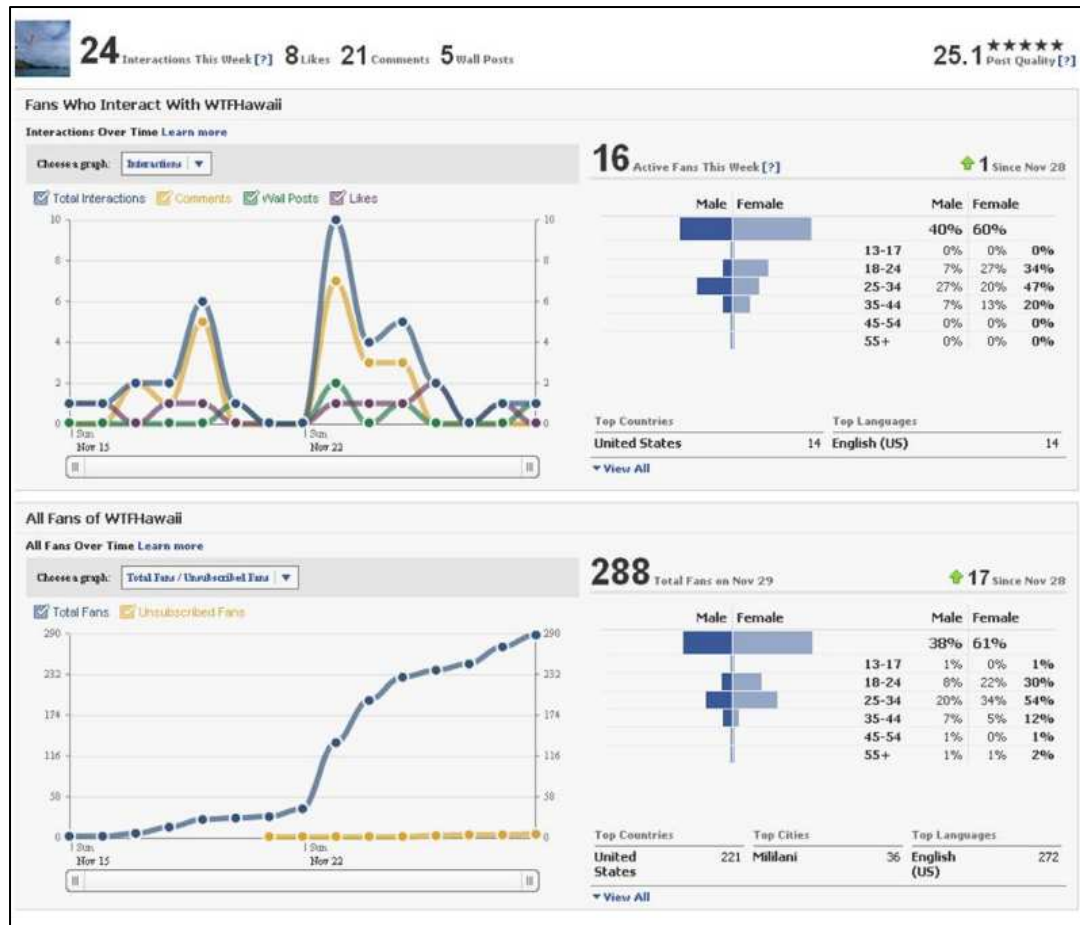 24 Interactions This Week [?] 8 Likes 21 Comments 5 Wall Posts
25.1 ★★★★★ Post Quality [?]
Fans Who Interact With WTFHawaii
Interactions Over Time Learn more
Choose a graph: Interactions
Total Interactions Comments Wall Posts Likes
10 10
8 8
6 6
4 4
2 2
0 0
Sun Sun
Nov 15 Nov 22
16 Active Fans This Week [?] 1 Since Nov 28
Male Female Male Female
40% 60%
13-17 0% 0% 0%
18-24 7% 27% 34%
25-34 27% 20% 47%
35-44 7% 13% 20%
45-54 0% 0% 0%
55+ 0% 0% 0%
Top Countries Top Languages
United States 14 English (US) 14
View All
All Fans of WTFHawaii
All Fans Over Time Learn more
Choose a graph: Total Fans / Unsubscribed Fans
Total Fans Unsubscribed Fans
290 290
232 232
174 174
116 116
58 58
0 0
Sun Sun
Nov 15 Nov 22
288 Total Fans on Nov 29 17 Since Nov 28
Male Female Male Female
38% 61%
13-17 1% 0% 1%
18-24 8% 22% 30%
25-34 20% 34% 54%
35-44 7% 5% 12%
45-54 1% 0% 1%
55+ 1% 1% 2%
Top Countries Top Cities Top Languages
United States 221 Mililani 36 English (US) 272
View All